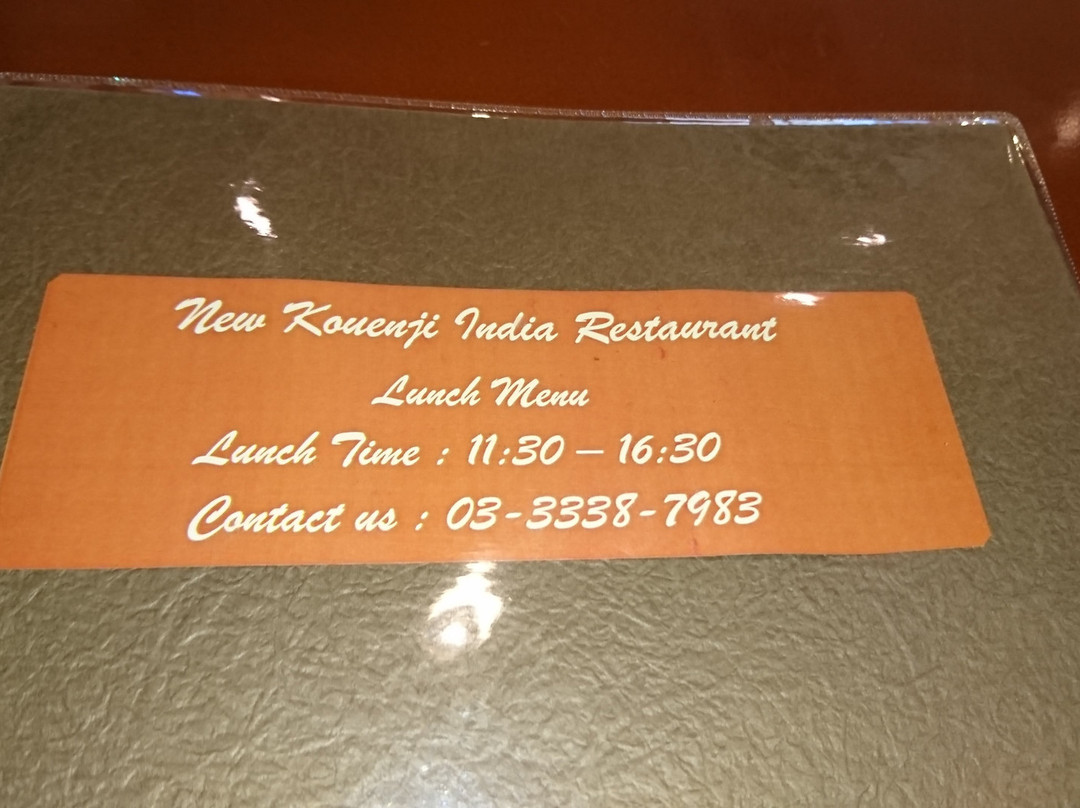 New Kouenji India Restaurant
Lunch Menu
Lunch Time : 11:30 – 16:30
Contact us : 03-3338-7983